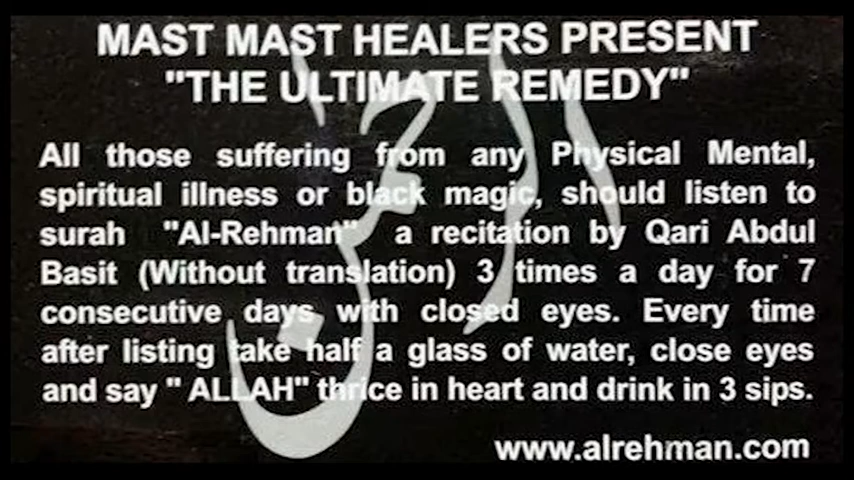 MAST MAST HEALERS PRESENT
"THE ULTIMATE REMEDY"
All those suffering from any Physical Mental,
spiritual illness or black magic, should listen to
surah "Al-Rehman" a recitation by Qari Abdul
Basit (Without translation) 3 times a day for 7
consecutive days with closed eyes. Every time
after listing take half a glass of water, close eyes
and say " ALLAH" thrice in heart and drink in 3 sips.
www.alrehman.com
الرحمن